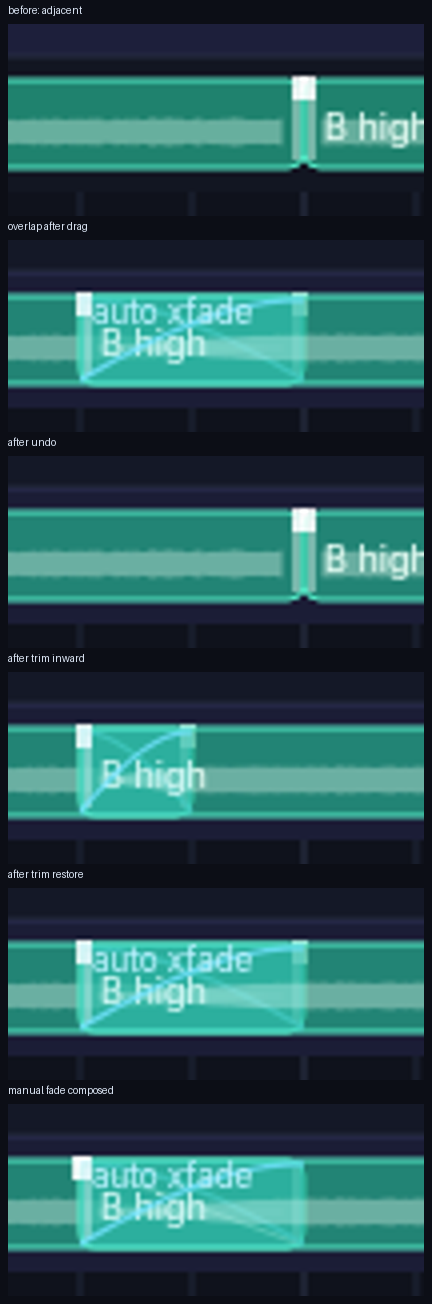 before: adjacent
B high
overlap after drag
auto xfade
B high
after undo
B high
after trim inward
B high
after trim restore
auto xfade
B high
manual fade composed
auto xfade
B high